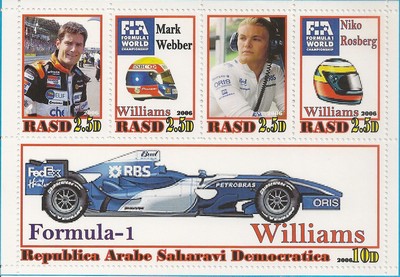 FIA
FORMULA 1
WORLD
CHAMPIONSHIP
Mark
Webber
FIA
FORMULA 1
WORLD
CHAMPIONSHIP
Niko
Rosberg
RASD 2.5D
Williams 2006
RASD 2.5D
RASD 2.5D
Williams 2006
RASD 2.5D
FedEx
RBS
PETROBRAS
ORIS
Formula-1
Williams
Republica Arabe Saharavi Democratica 2006 10D